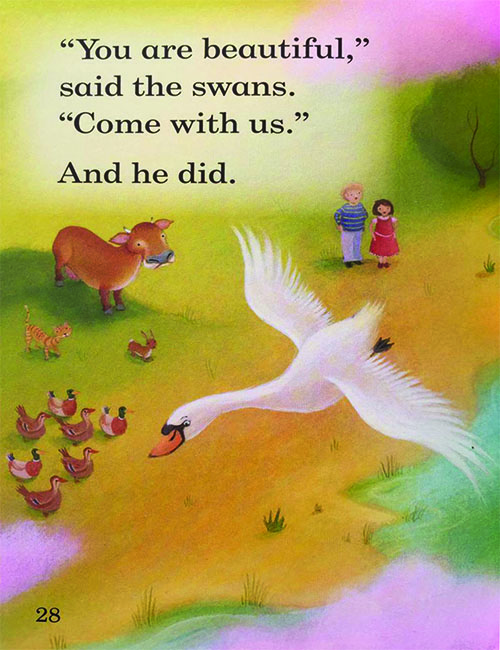 “You are beautiful,”
said the swans.
“Come with us.”
And he did.
28